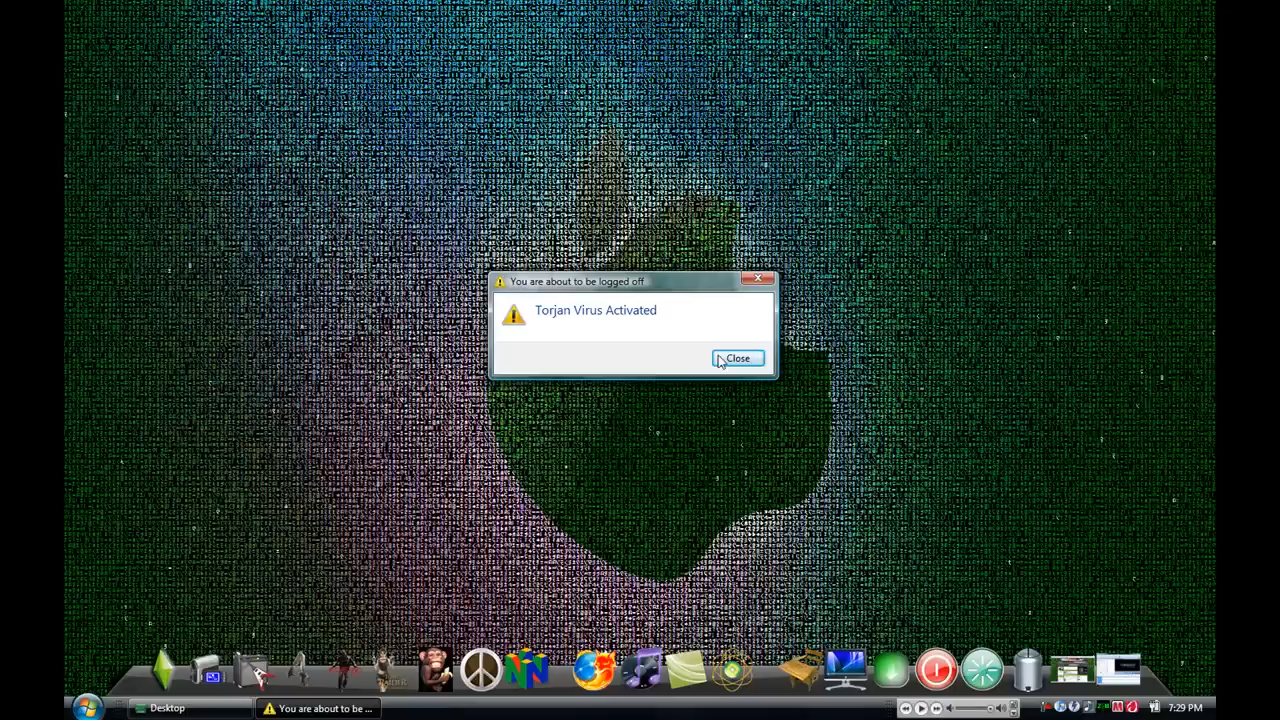 You are about to be logged off
Torjan Virus Activated
Close
Desktop
You are about to be ...
7:29 PM